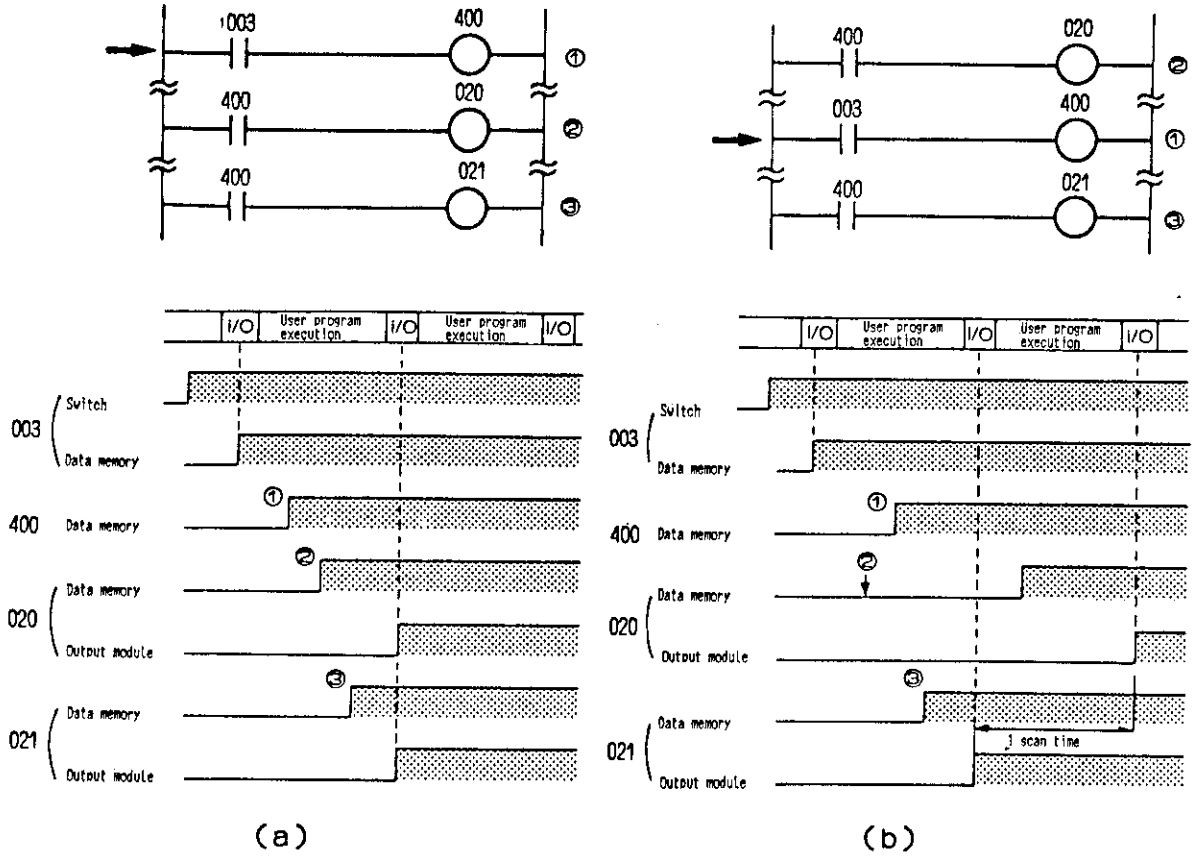 003 400
①
400 020
②
400 021
③
I/O User program execution I/O User program execution I/O
003 Switch
Data memory
①
400 Data memory
②
020 Data memory
Output module
③
021 Data memory
Output module
(a)
400 020
②
003 400
①
400 021
③
I/O User program execution I/O User program execution I/O
003 Switch
Data memory
①
400 Data memory
②
020 Data memory
Output module
③
021 Data memory
1 scan time
Output module
(b)